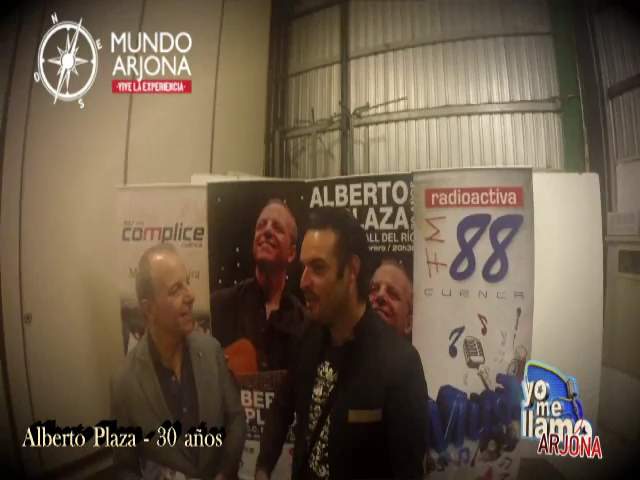 MUNDO
ARJONA
·VIVE LA EXPERIENCIA·
N
E
S
O
complice
ALBERTO
PLAZA
radioactiva
FM 88
CUENCA
Alberto Plaza - 30 años
yo
me
llamo
ARJONA